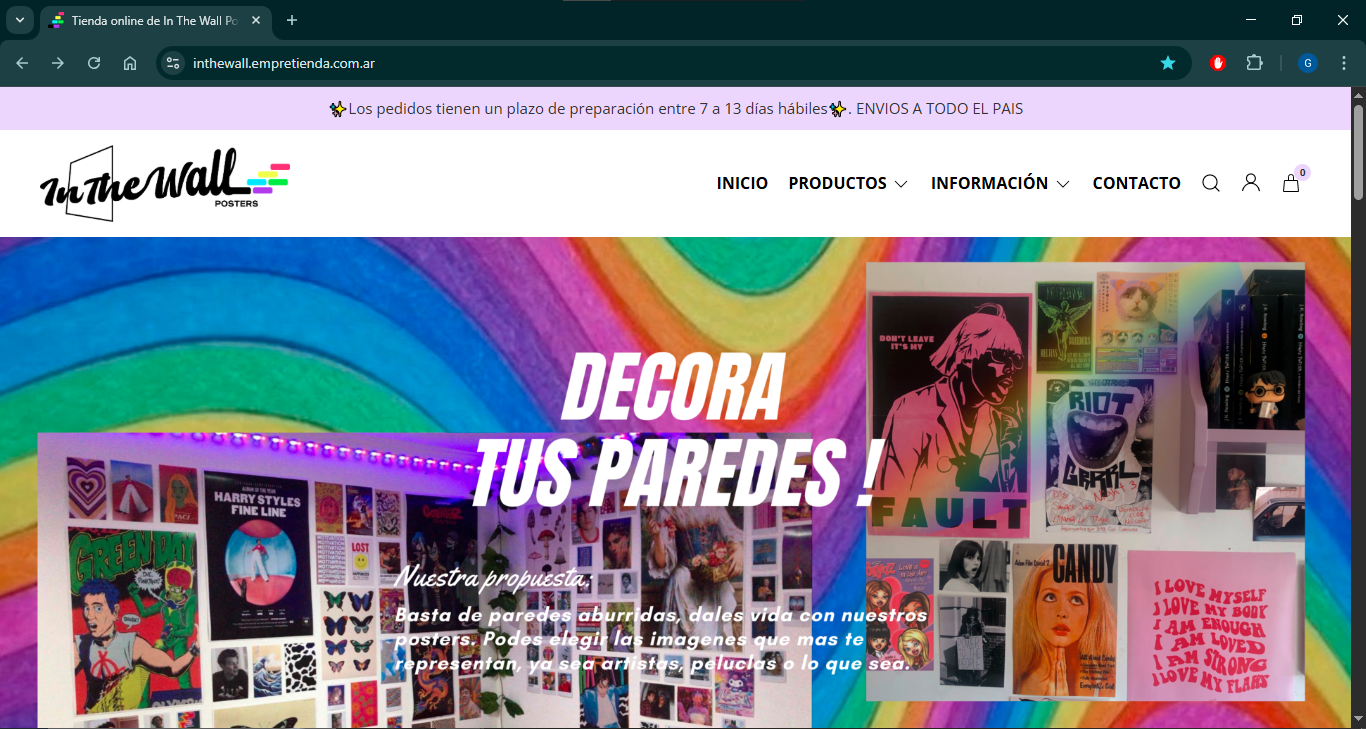 Tienda online de In The Wall Po
inthewall.empretienda.com.ar
G
✨Los pedidos tienen un plazo de preparación entre 7 a 13 días hábiles✨. ENVIOS A TODO EL PAIS
In The Wall
POSTERS
INICIO PRODUCTOS INFORMACIÓN CONTACTO
0
DECORA
TUS PAREDES !
Nuestra propuesta:
Basta de paredes aburridas, dales vida con nuestros
posters. Podes elegir las imagenes que mas te
representan, ya sea artistas, peluclas o lo que sea.
HARRY STYLES
FINE LINE
GREEN DAY
LOST
DON'T LEAVE
IT'S MY
FAULT
RIOT
GRRRL
CANDY
I LOVE MYSELF
I LOVE MY BODY
I AM ENOUGH
I AM LOVED
I AM STRONG
I LOVE MY FLAWS